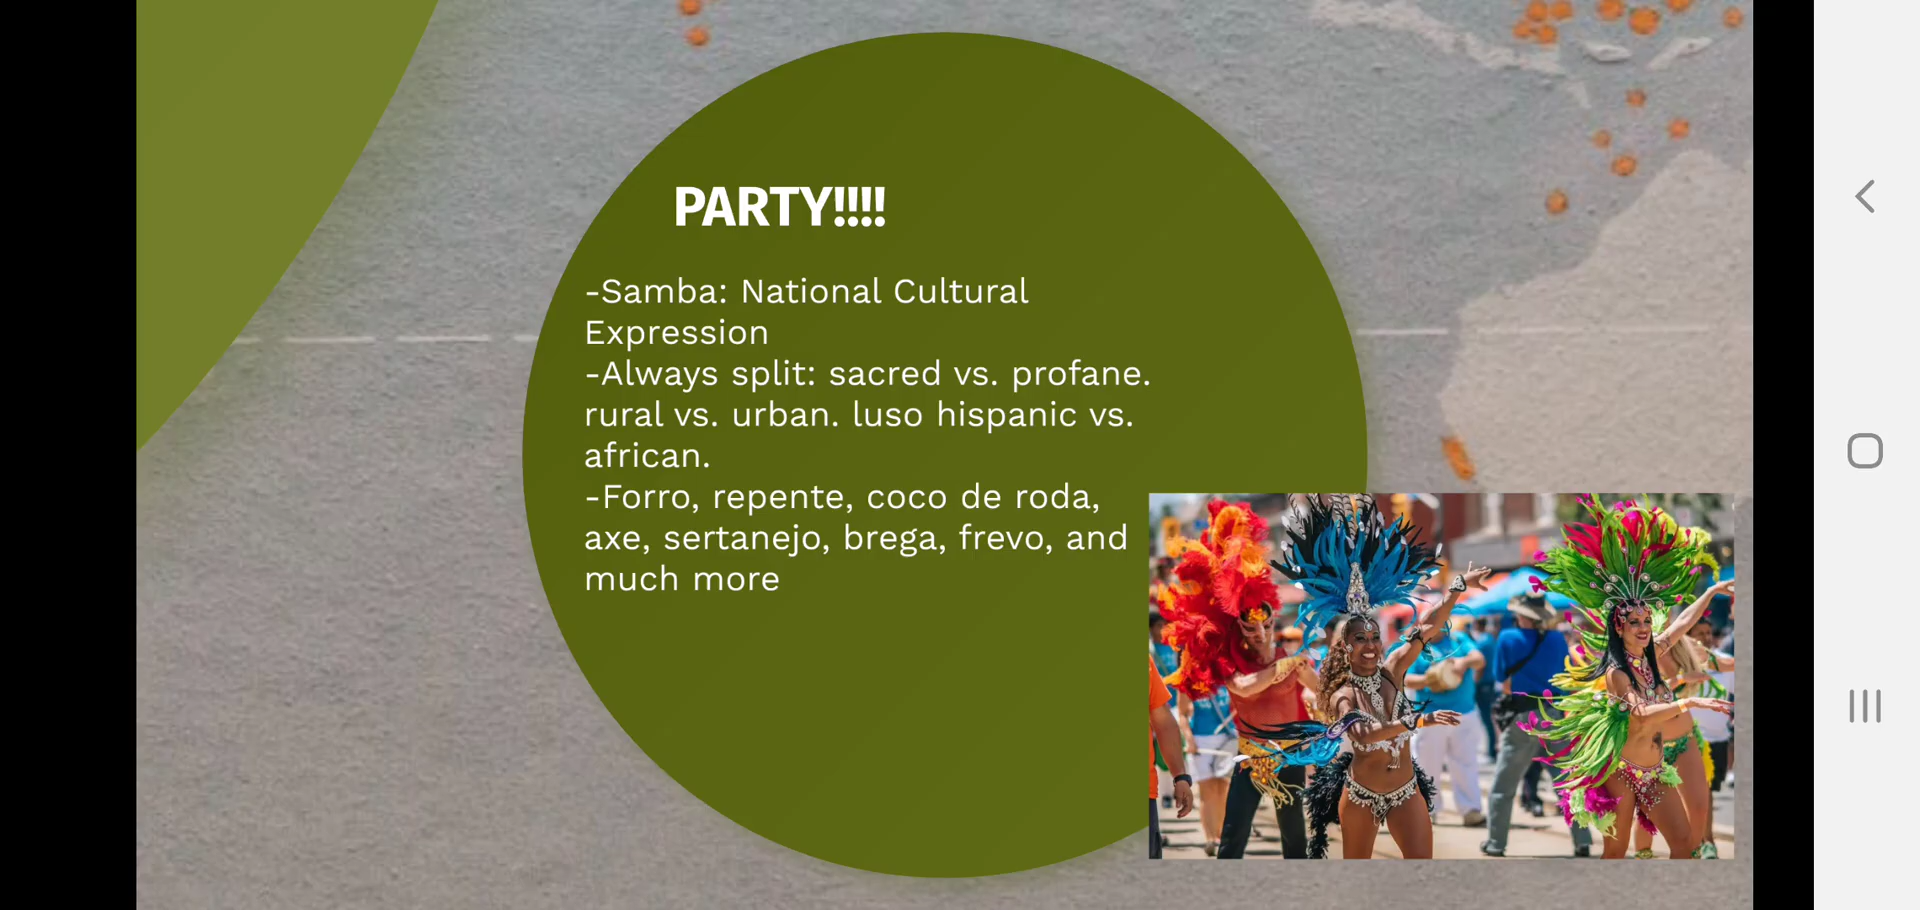 PARTY!!!!
-Samba: National Cultural
Expression
-Always split: sacred vs. profane.
rural vs. urban. luso hispanic vs.
african.
-Forro, repente, coco de roda,
axe, sertanejo, brega, frevo, and
much more